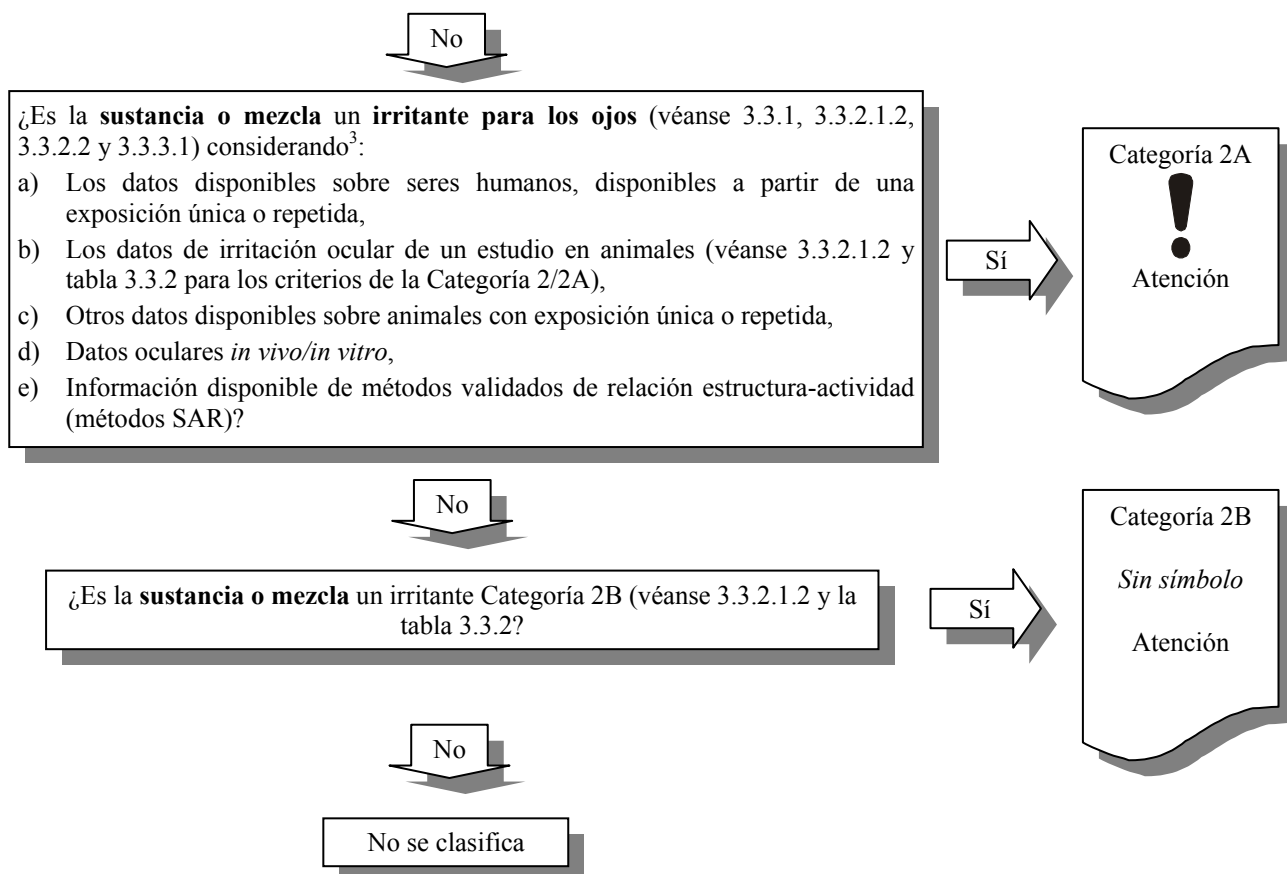 No
¿Es la sustancia o mezcla un irritante para los ojos (véanse 3.3.1, 3.3.2.1.2,
3.3.2.2 y 3.3.3.1) considerando3:
a) Los datos disponibles sobre seres humanos, disponibles a partir de una
exposición única o repetida,
b) Los datos de irritación ocular de un estudio en animales (véanse 3.3.2.1.2 y
tabla 3.3.2 para los criterios de la Categoría 2/2A),
c) Otros datos disponibles sobre animales con exposición única o repetida,
d) Datos oculares in vivo/in vitro,
e) Información disponible de métodos validados de relación estructura-actividad
(métodos SAR)?
Sí
Categoría 2A
!
Atención
No
¿Es la sustancia o mezcla un irritante Categoría 2B (véanse 3.3.2.1.2 y la
tabla 3.3.2?
Sí
Categoría 2B
Sin símbolo
Atención
No
No se clasifica